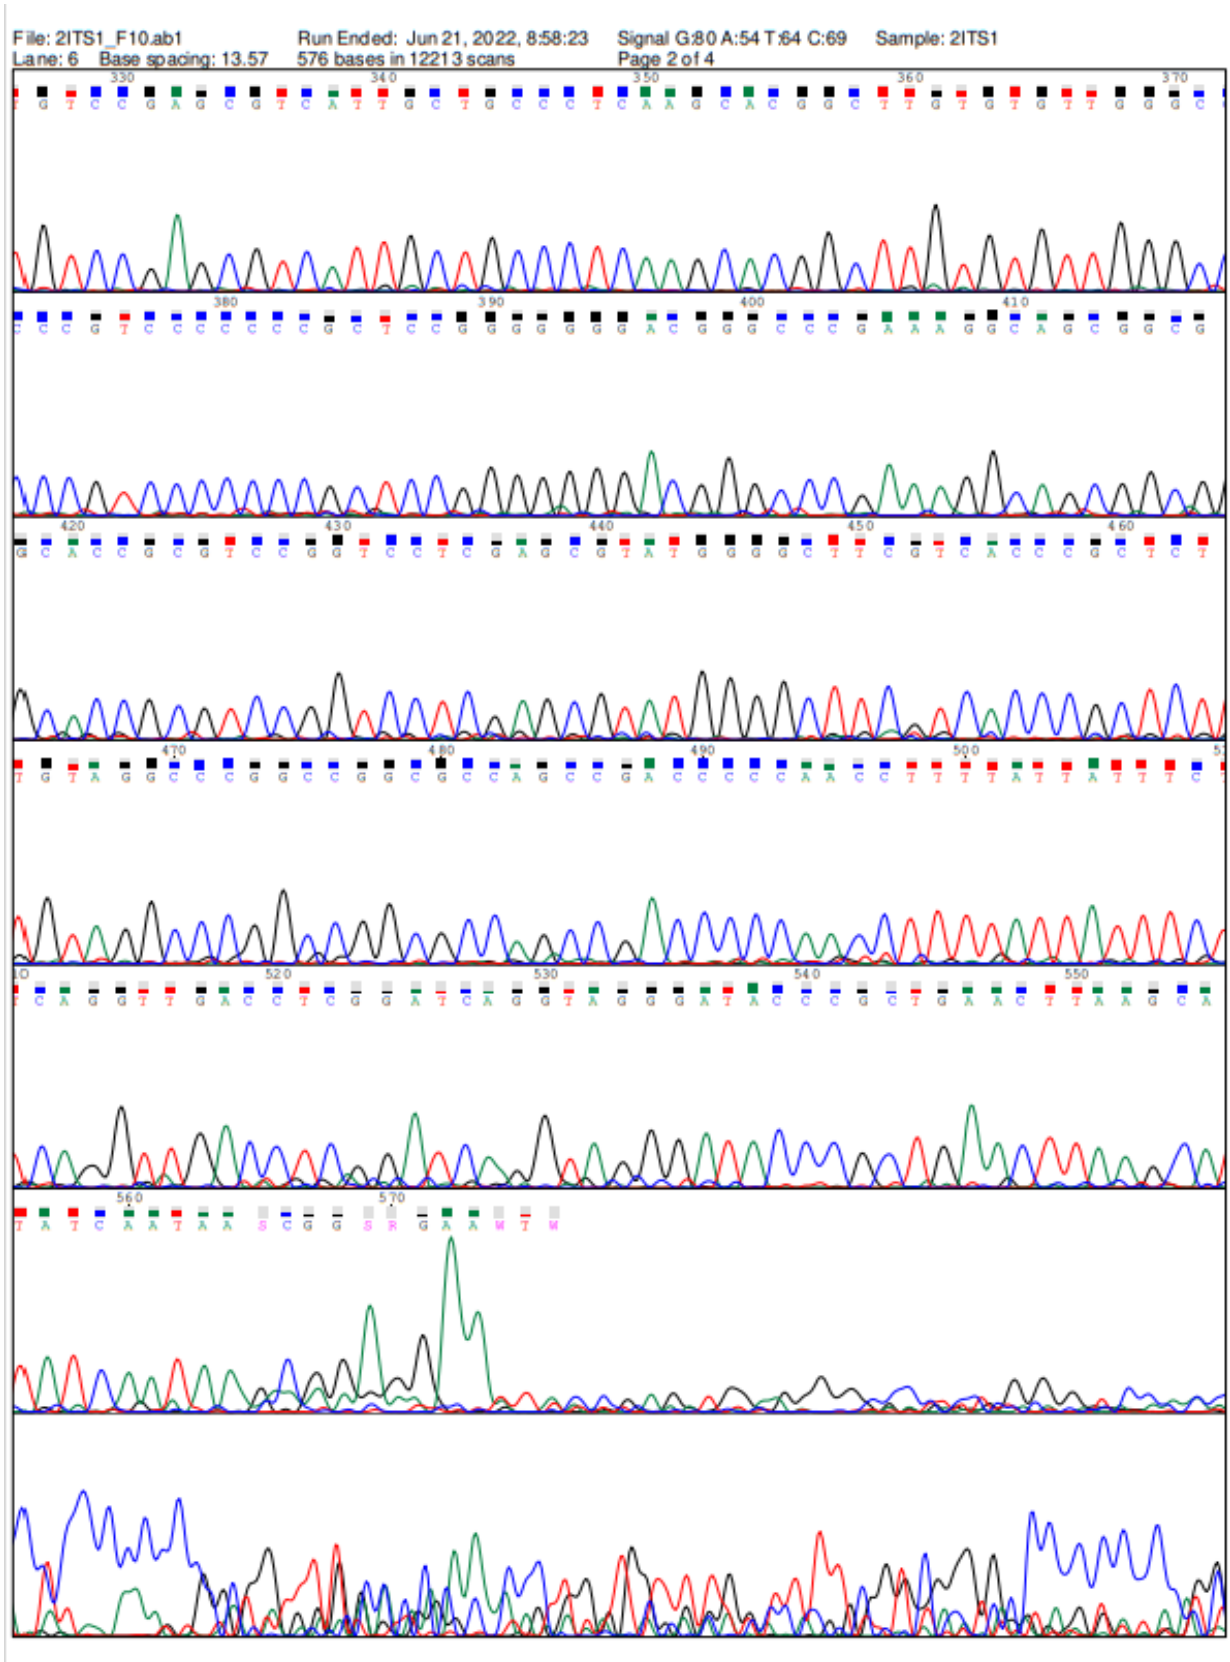 File: 2ITS1_F10.ab1 Run Ended: Jun 21, 2022, 8:58:23 Signal G:80 A:54 T:64 C:69 Sample: 2ITS1
Lane: 6 Base spacing: 13.57 576 bases in 12213 scans Page 2 of 4
330 340 350 360 370
T G T C C G A G C G T C A T T G C T G C C C T C A A G C A C G G C T T G T G T G T T G G G C
380 390 400 410
C C C G T C C C C C C C G C T C C G G G G G G G A C G G G C C C G A A A G G C A G C G G C G
420 430 440 450 460
G C A C C G C G T C C G G T C C T C G A G C G T A T G G G G C T T C G T C A C C C G C T C T
470 480 490 500
T G T A G G C C C G G C C G G C G C C A G C C G A C C C C C A A C C T T T T A T T A T T T C T
10 520 530 540 550
T C A G G T T G A C C T C G G A T C A G G T A G G G A T A C C C G C T G A A C T T A A G C A
560 570
T A T C A A T A A S C G G S R G A A W T W